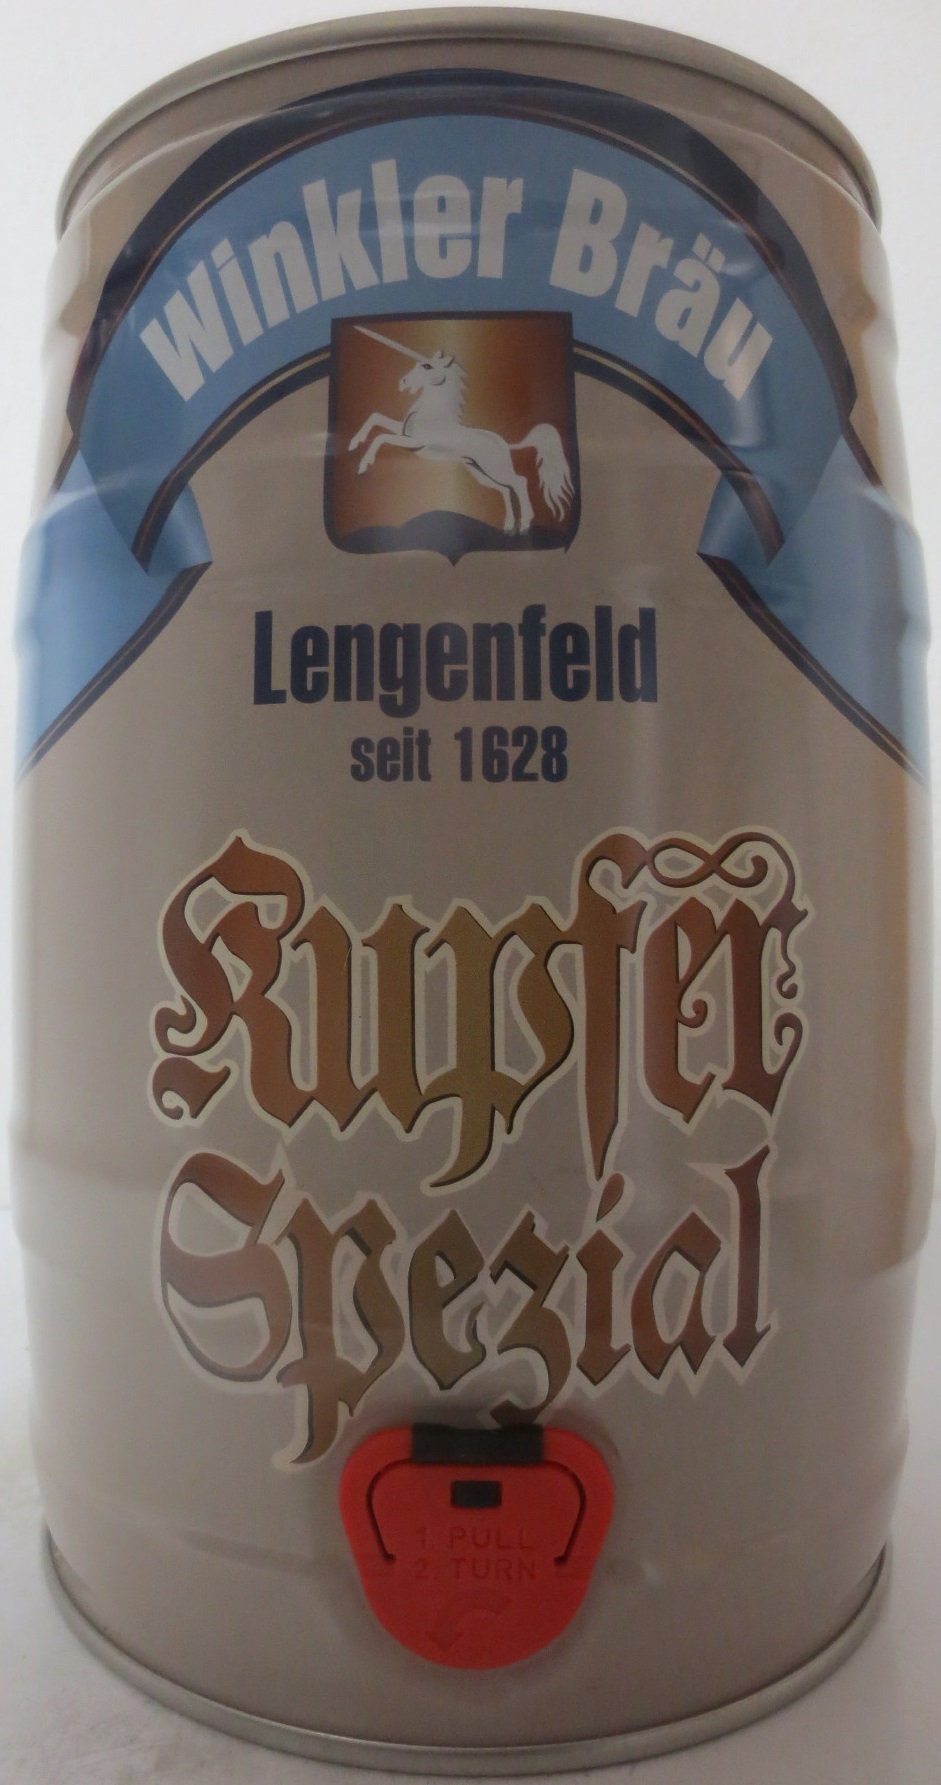 Winkler Bräu
Lengenfeld
seit 1628
Kupfer
Spezial
1. PULL
2. TURN